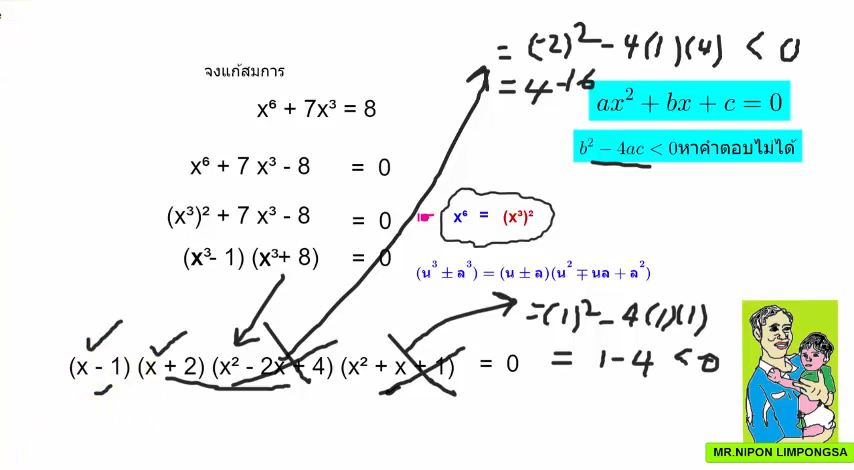 e
จงแก้สมการ
x⁶ + 7x³ = 8
x⁶ + 7 x³ - 8 = 0
(x³)² + 7 x³ - 8 = 0
(x³- 1) (x³+ 8) = 0
(x - 1) (x + 2) (x² - 2x + 4) (x² + x + 1) = 0
= (-2)² - 4(1)(4) < 0
= 4 - 16
ax² + bx + c = 0
b² - 4ac < 0หาคำตอบไม่ได้
☛ x⁶ = (x³)²
(น³ ± ล³) = (น ± ล)(น² ∓ นล + ล²)
= (1)² - 4(1)(1)
= 1 - 4 < 0
MR.NIPON LIMPONGSA